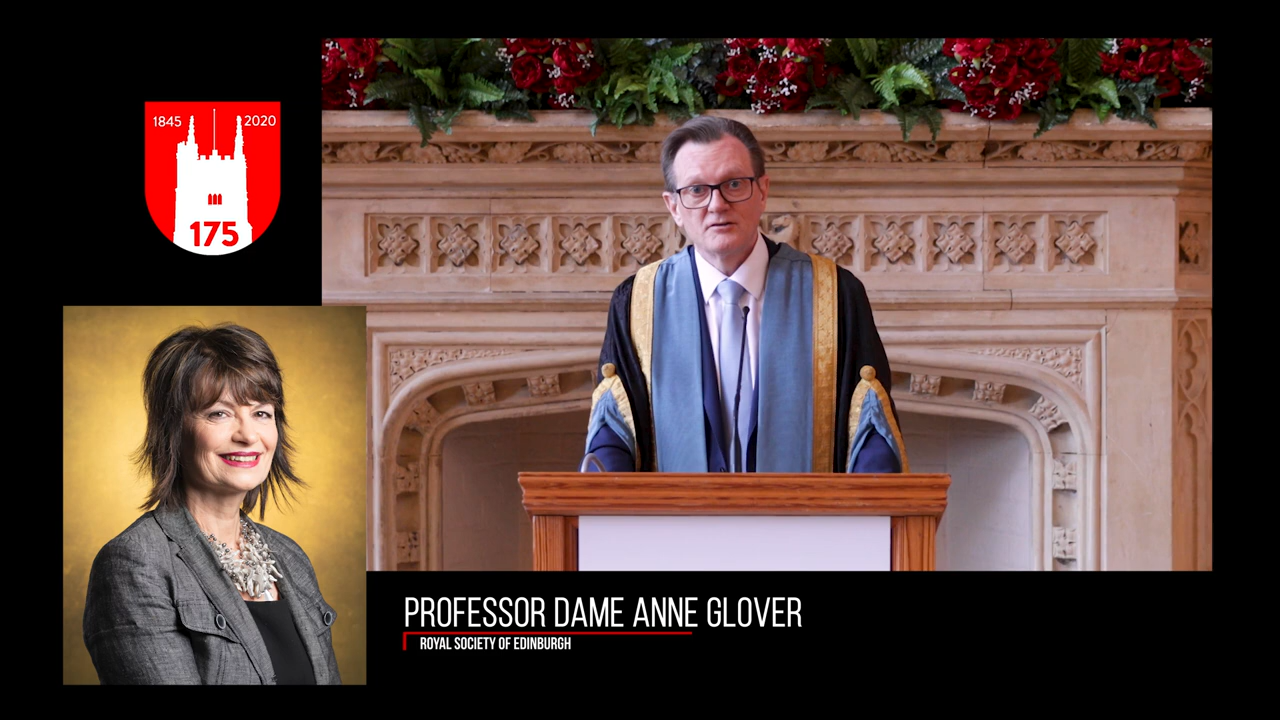 1845 2020
175
PROFESSOR DAME ANNE GLOVER
ROYAL SOCIETY OF EDINBURGH